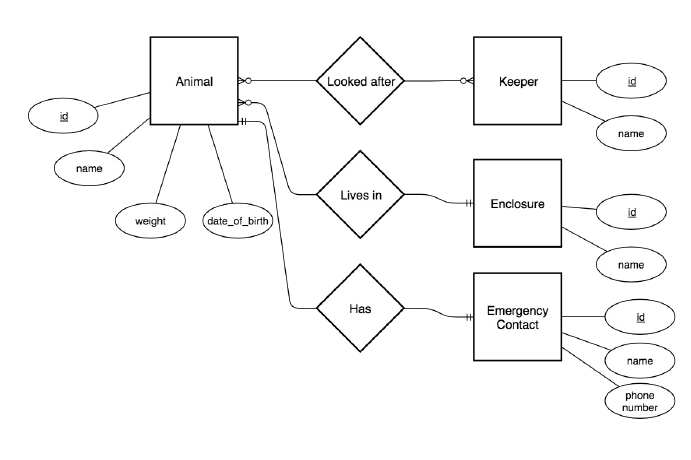 Animal
Looked after
Keeper
id
name
id
name
weight
date_of_birth
Lives in
Enclosure
id
name
Has
Emergency
Contact
id
name
phone
number